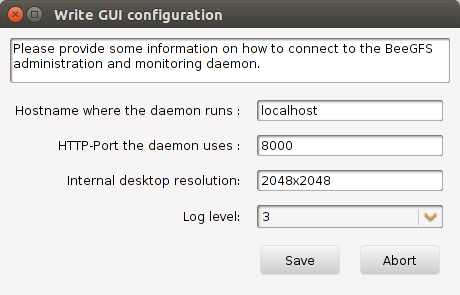 Write GUI configuration
Please provide some information on how to connect to the BeeGFS
administration and monitoring daemon.
Hostname where the daemon runs : localhost
HTTP-Port the daemon uses : 8000
Internal desktop resolution: 2048x2048
Log level: 3
Save Abort